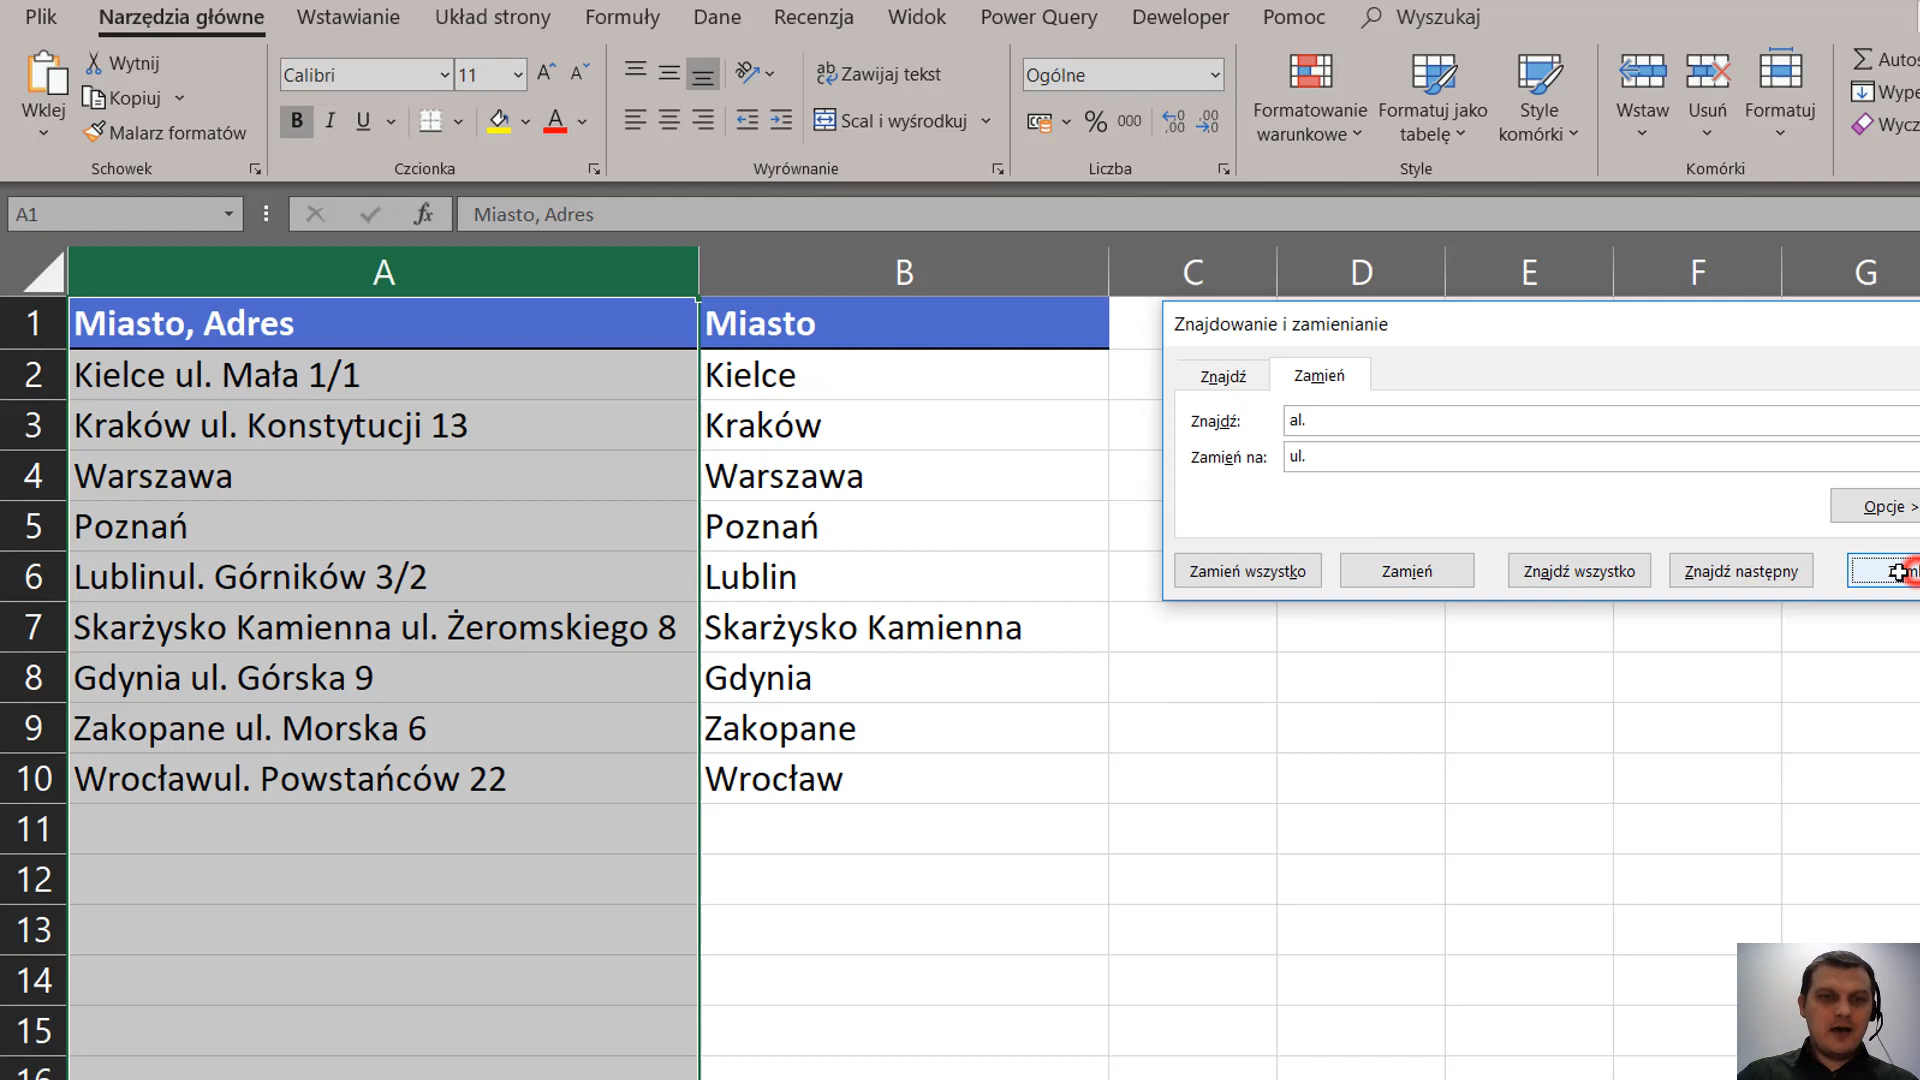 Plik Narzędzia główne Wstawianie Układ strony Formuły Dane Recenzja Widok Power Query Deweloper Pomoc Wyszukaj
Wklej
Wytnij
Kopiuj
Malarz formatów
Schowek
Calibri 11
B I U A
Czcionka
Zawijaj tekst
Scal i wyśrodkuj
Wyrównanie
Ogólne
% 000
Liczba
Formatowanie warunkowe
Formatuj jako tabelę
Style komórki
Style
Wstaw Usuń Formatuj
Komórki
Autos
Wype
Wycz
A1 fx Miasto, Adres
A B C D E F G
1 Miasto, Adres Miasto
2 Kielce ul. Mała 1/1 Kielce
3 Kraków ul. Konstytucji 13 Kraków
4 Warszawa Warszawa
5 Poznań Poznań
6 Lublinul. Górników 3/2 Lublin
7 Skarżysko Kamienna ul. Żeromskiego 8 Skarżysko Kamienna
8 Gdynia ul. Górska 9 Gdynia
9 Zakopane ul. Morska 6 Zakopane
10 Wrocławul. Powstańców 22 Wrocław
11
12
13
14
15
16
Znajdowanie i zamienianie
Znajdź Zamień
Znajdź: al.
Zamień na: ul.
Opcje >
Zamień wszystko Zamień Znajdź wszystko Znajdź następny